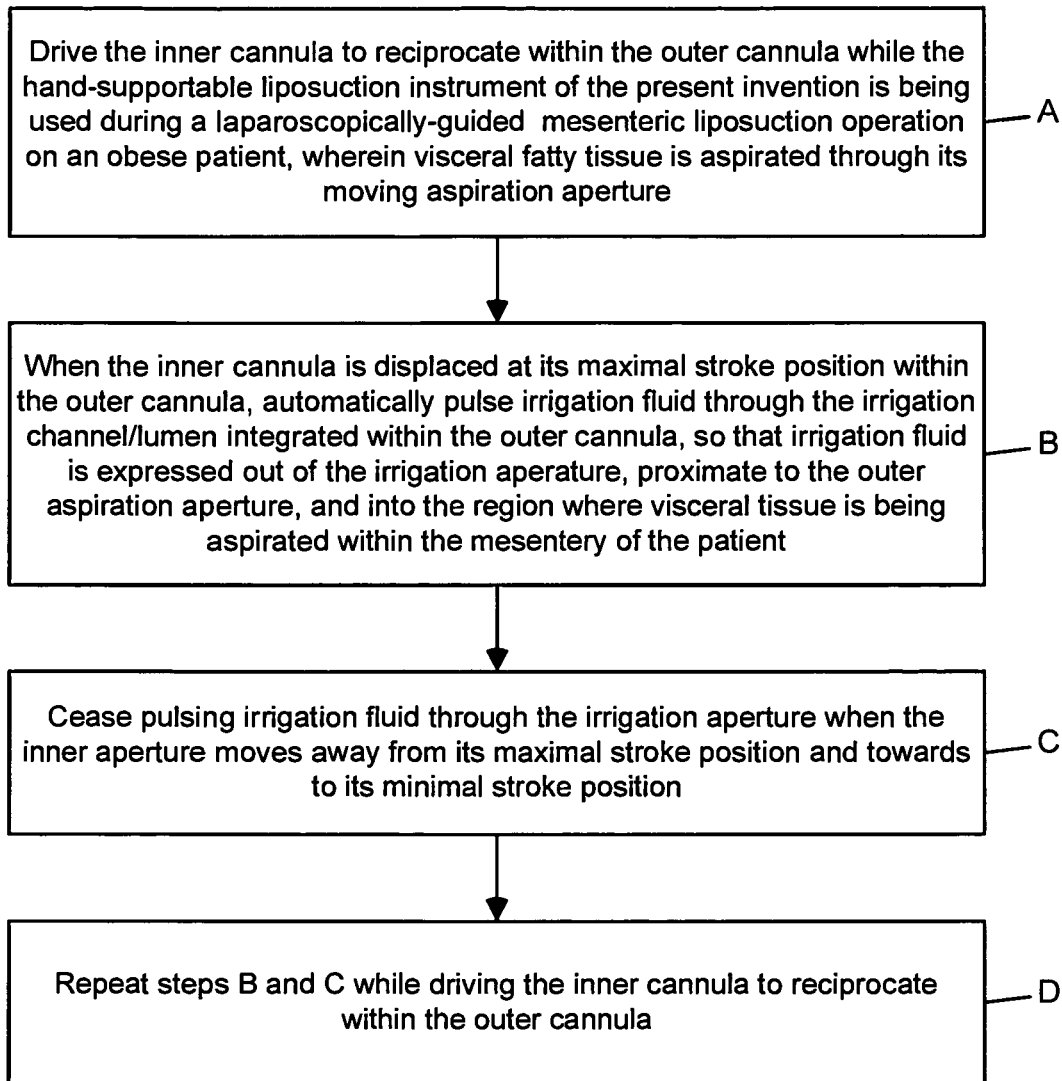 Drive the inner cannula to reciprocate within the outer cannula while the
hand-supportable liposuction instrument of the present invention is being
used during a laparoscopically-guided mesenteric liposuction operation
on an obese patient, wherein visceral fatty tissue is aspirated through its
moving aspiration aperture
A
When the inner cannula is displaced at its maximal stroke position within
the outer cannula, automatically pulse irrigation fluid through the irrigation
channel/lumen integrated within the outer cannula, so that irrigation fluid
is expressed out of the irrigation aperature, proximate to the outer
aspiration aperture, and into the region where visceral tissue is being
aspirated within the mesentery of the patient
B
Cease pulsing irrigation fluid through the irrigation aperture when the
inner aperture moves away from its maximal stroke position and towards
to its minimal stroke position
C
Repeat steps B and C while driving the inner cannula to reciprocate
within the outer cannula
D